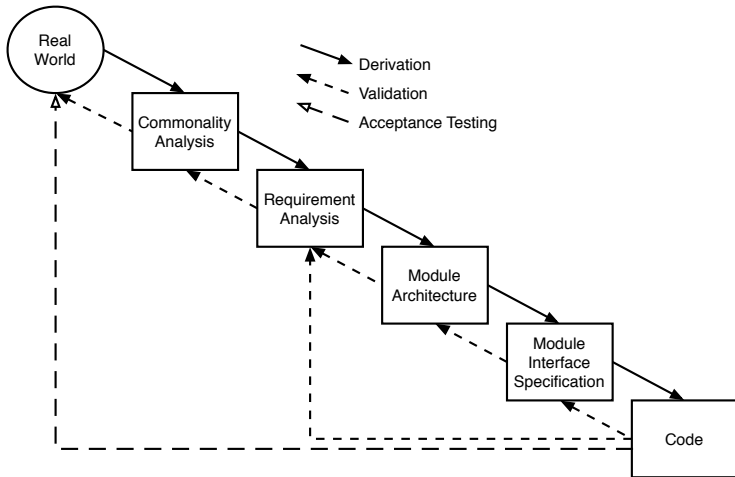 Real
World
Derivation
Validation
Acceptance Testing
Commonality
Analysis
Requirement
Analysis
Module
Architecture
Module
Interface
Specification
Code